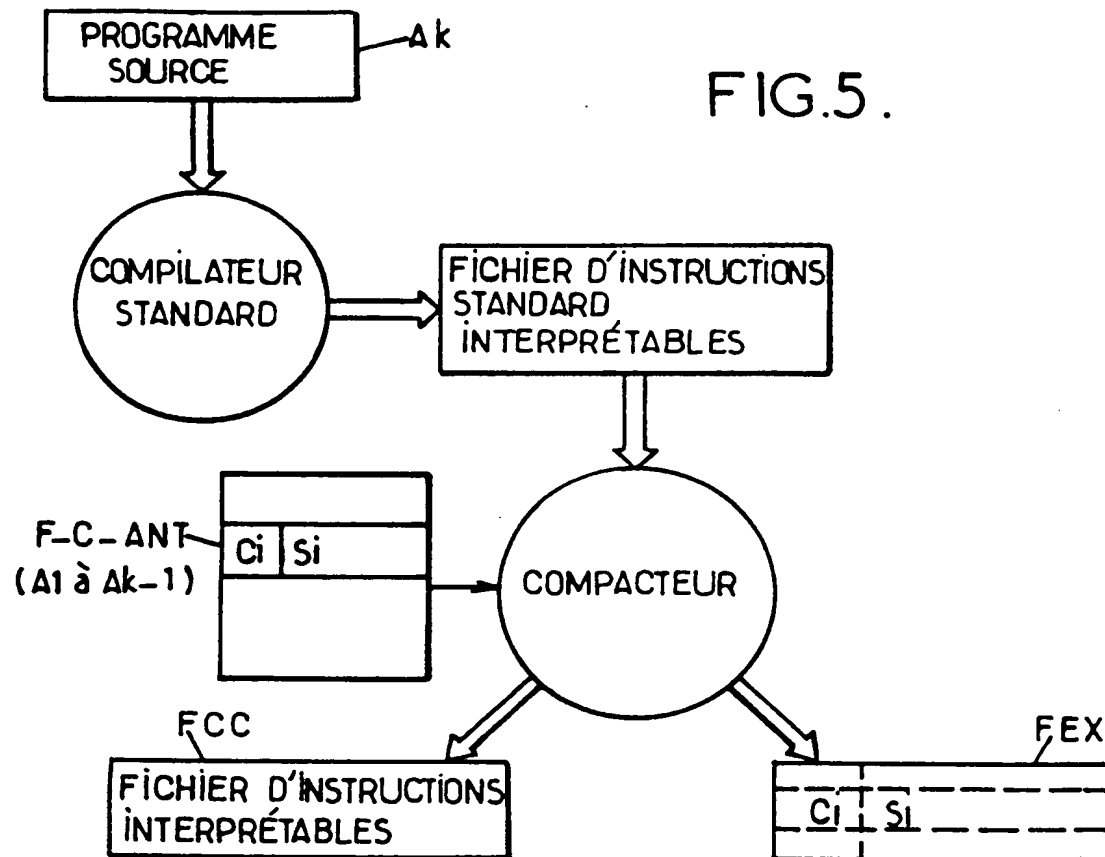 PROGRAMME
SOURCE
Ak
FIG.5.
COMPILATEUR
STANDARD
FICHIER D'INSTRUCTIONS
STANDARD
INTERPRÉTABLES
F-C-ANT
(A1 à Ak-1)
Ci Si
COMPACTEUR
FCC
FICHIER D'INSTRUCTIONS
INTERPRÉTABLES
FEX
Ci Si